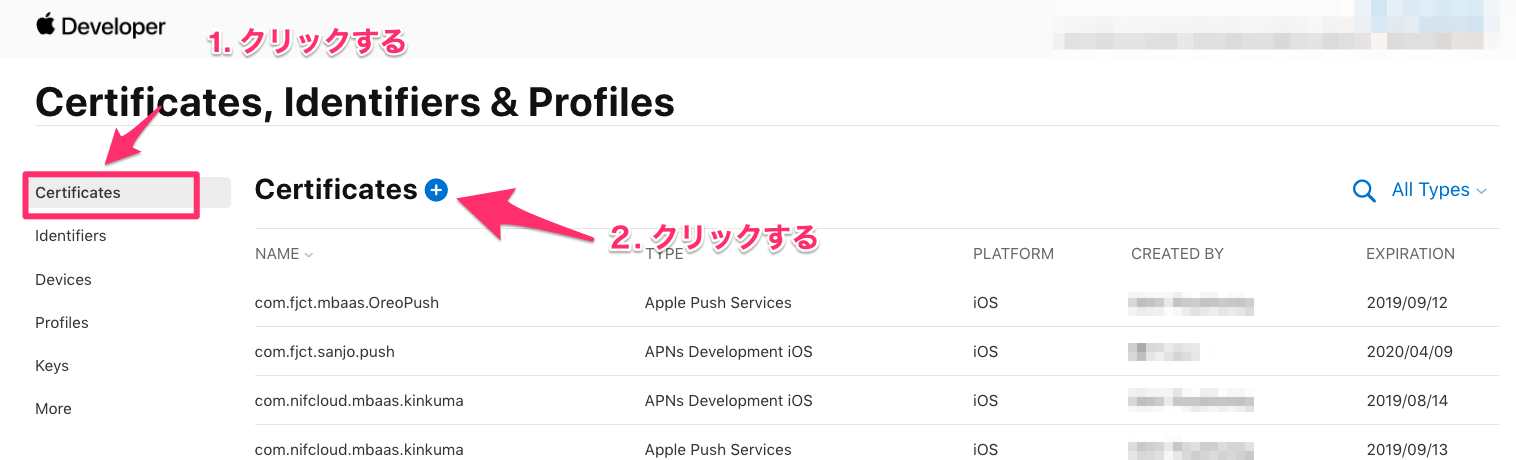 Developer
1. クリックする
Certificates, Identifiers & Profiles
Certificates
Identifiers
Devices
Profiles
Keys
More
Certificates
All Types
2. クリックする
NAME TYPE PLATFORM CREATED BY EXPIRATION
com.fjct.mbaas.OreoPush Apple Push Services iOS 2019/09/12
com.fjct.sanjo.push APNs Development iOS iOS 2020/04/09
com.nifcloud.mbaas.kinkuma APNs Development iOS iOS 2019/08/14
com.nifcloud.mbaas.kinkuma Apple Push Services iOS 2019/09/13